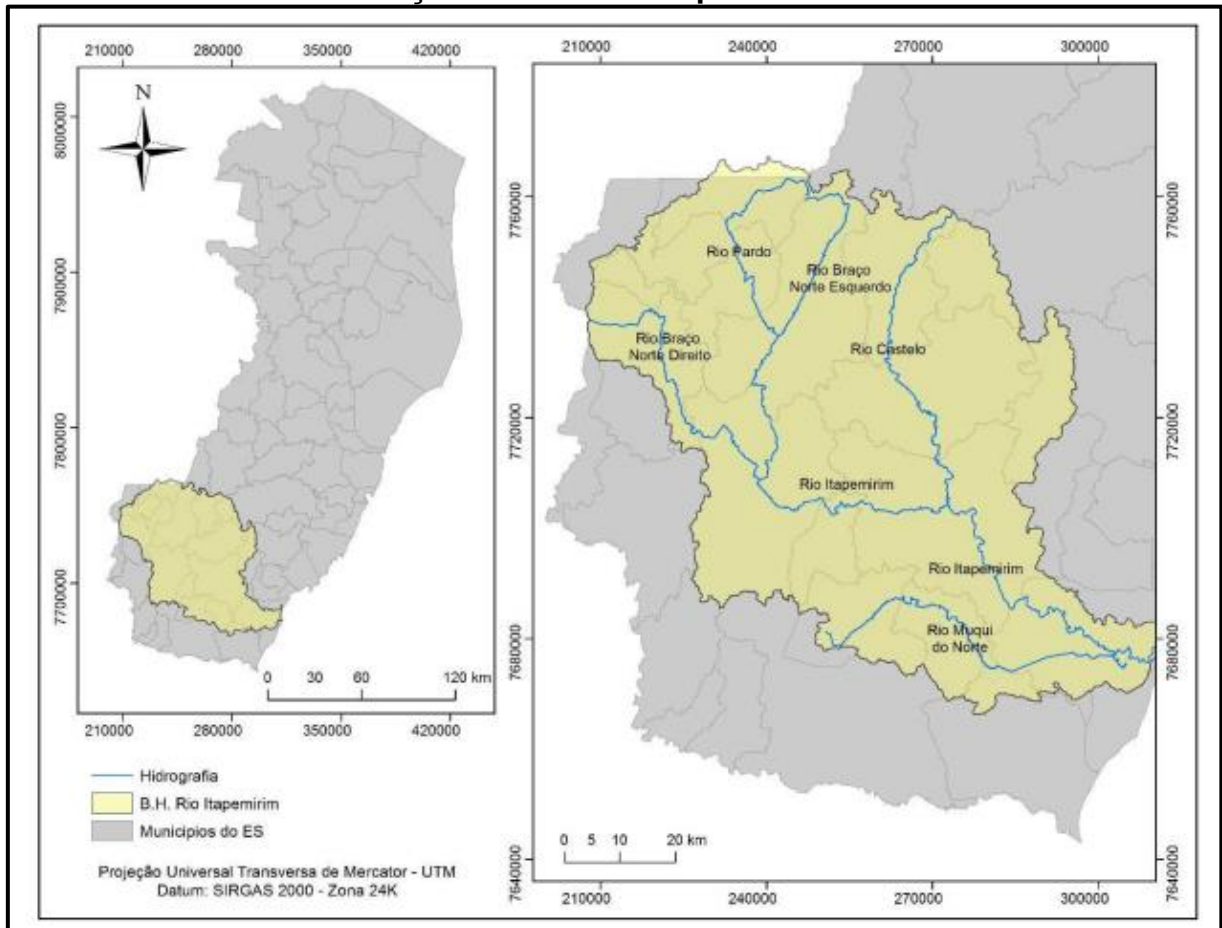 210000 280000 350000 420000
N
8000000
7900000
7800000
7700000
0 30 60 120 km
210000 280000 350000 420000
Hidrografia
B.H. Rio Itapemirim
Municípios do ES
Projeção Universal Transversa de Mercator - UTM
Datum: SIRGAS 2000 - Zona 24K
210000 240000 270000 300000
7760000 7760000
Rio Pardo
Rio Braço
Norte Esquerdo
Rio Braço
Norte Direito
Rio Castelo
7720000 7720000
Rio Itapemirim
Rio Itapemirim
Rio Muqui
do Norte
7680000 7680000
0 5 10 20 km
7640000 7640000
210000 240000 270000 300000